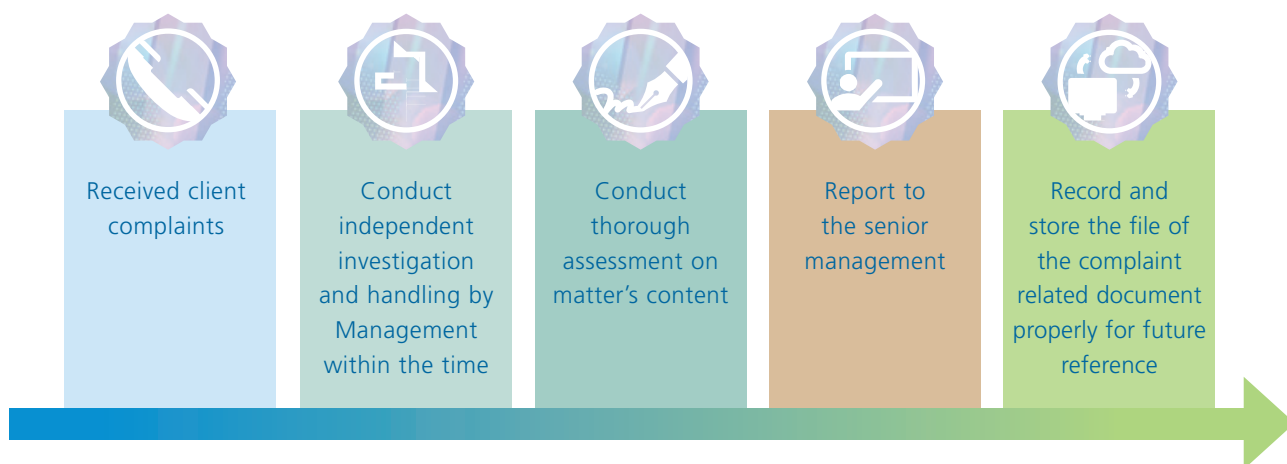 Received client
complaints
Conduct
independent
investigation
and handling by
Management
within the time
Conduct
thorough
assessment on
matter’s content
Report to
the senior
management
Record and
store the file of
the complaint
related document
properly for future
reference